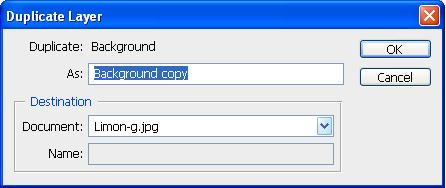 Duplicate Layer
Duplicate: Background
OK
As: Background copy
Cancel
Destination
Document: Limon-g.jpg
Name: